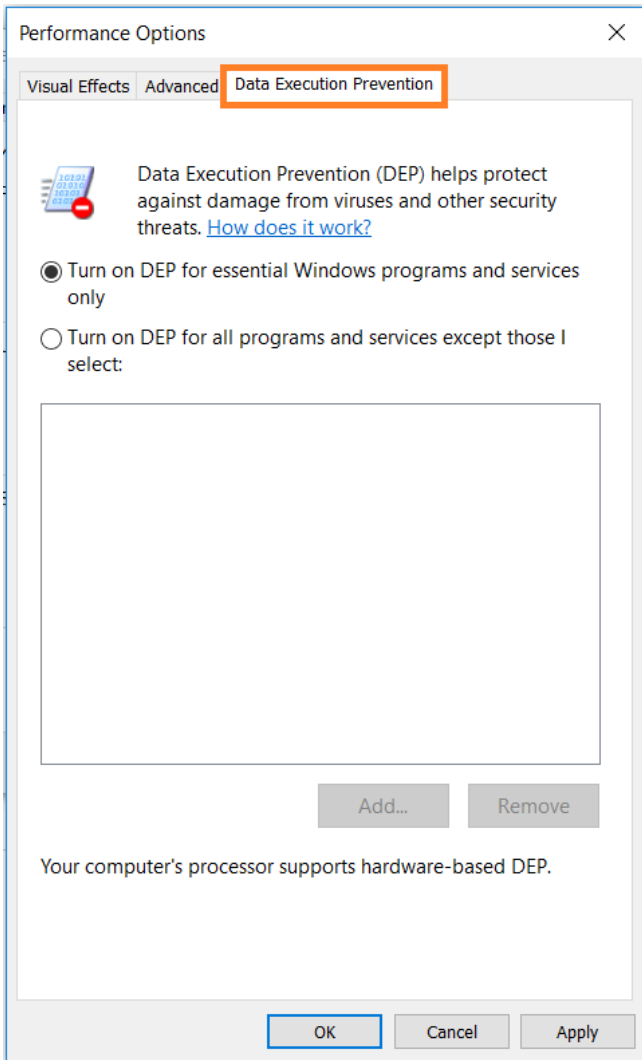 Performance Options
Visual Effects Advanced Data Execution Prevention
Data Execution Prevention (DEP) helps protect
against damage from viruses and other security
threats. How does it work?
Turn on DEP for essential Windows programs and services
only
Turn on DEP for all programs and services except those I
select:
Add...
Remove
Your computer's processor supports hardware-based DEP.
OK
Cancel
Apply